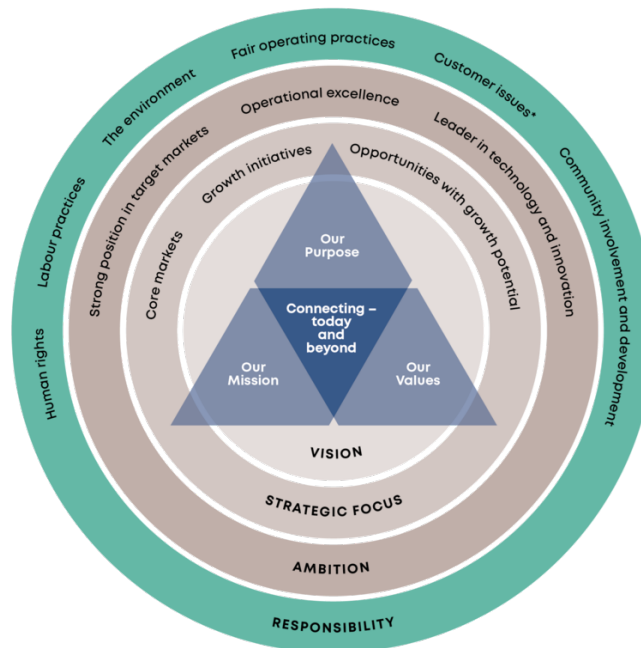 Human rights
Labour practices
The environment
Fair operating practices
Customer issues*
Community involvement and development
Strong position in target markets
Operational excellence
Leader in technology and innovation
Core markets
Growth initiatives
Opportunities with growth potential
Our
Purpose
Connecting –
today
and
beyond
Our
Mission
Our
Values
VISION
STRATEGIC FOCUS
AMBITION
RESPONSIBILITY